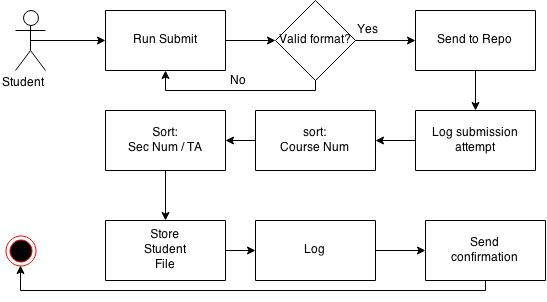 Student
Run Submit
Valid format?
Yes
No
Send to Repo
Log submission
attempt
sort:
Course Num
Sort:
Sec Num / TA
Store
Student
File
Log
Send
confirmation